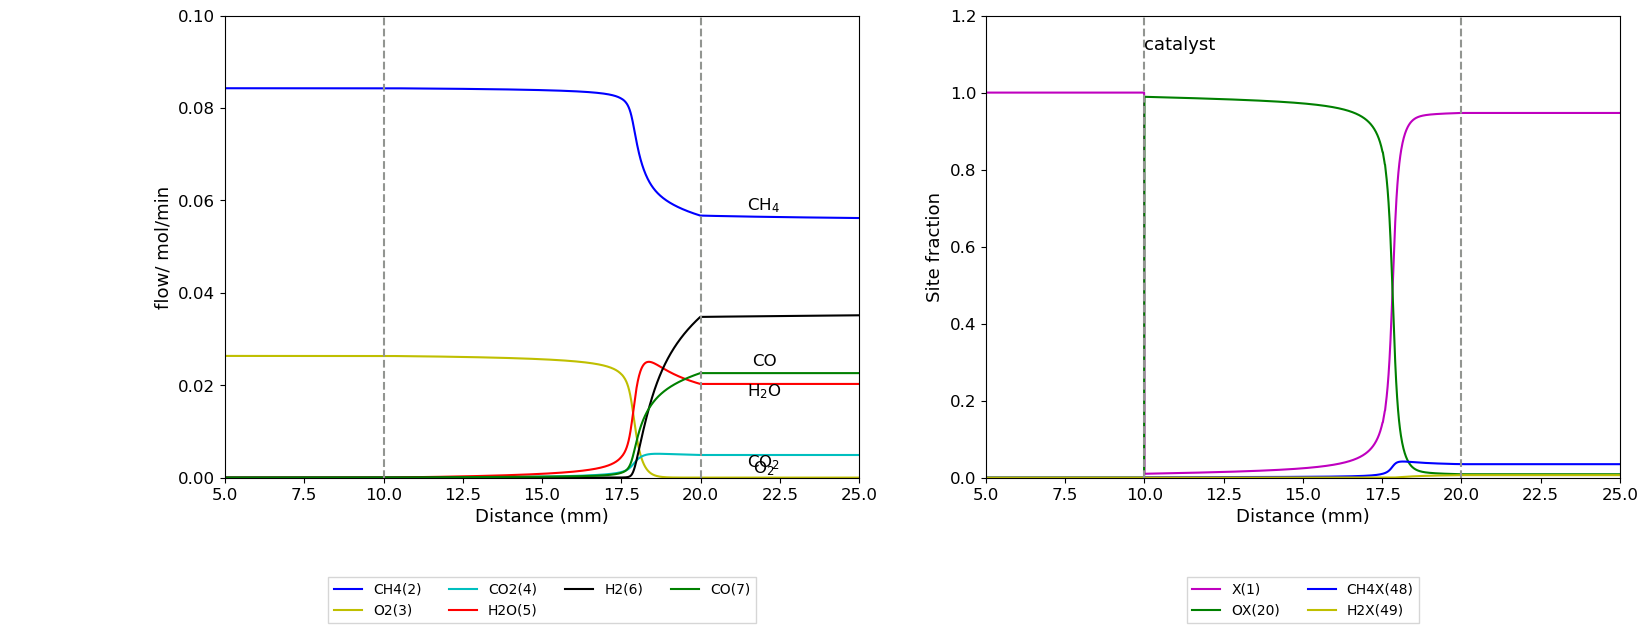 0.10
0.08
0.06
0.04
0.02
0.00
flow/ mol/min
CH₄
CO
H₂O
CO₂
O₂
5.0 7.5 10.0 12.5 15.0 17.5 20.0 22.5 25.0
Distance (mm)
CH4(2) CO2(4) H2(6) CO(7)
O2(3) H2O(5)
1.2
1.0
0.8
0.6
0.4
0.2
0.0
Site fraction
catalyst
5.0 7.5 10.0 12.5 15.0 17.5 20.0 22.5 25.0
Distance (mm)
X(1) CH4X(48)
OX(20) H2X(49)